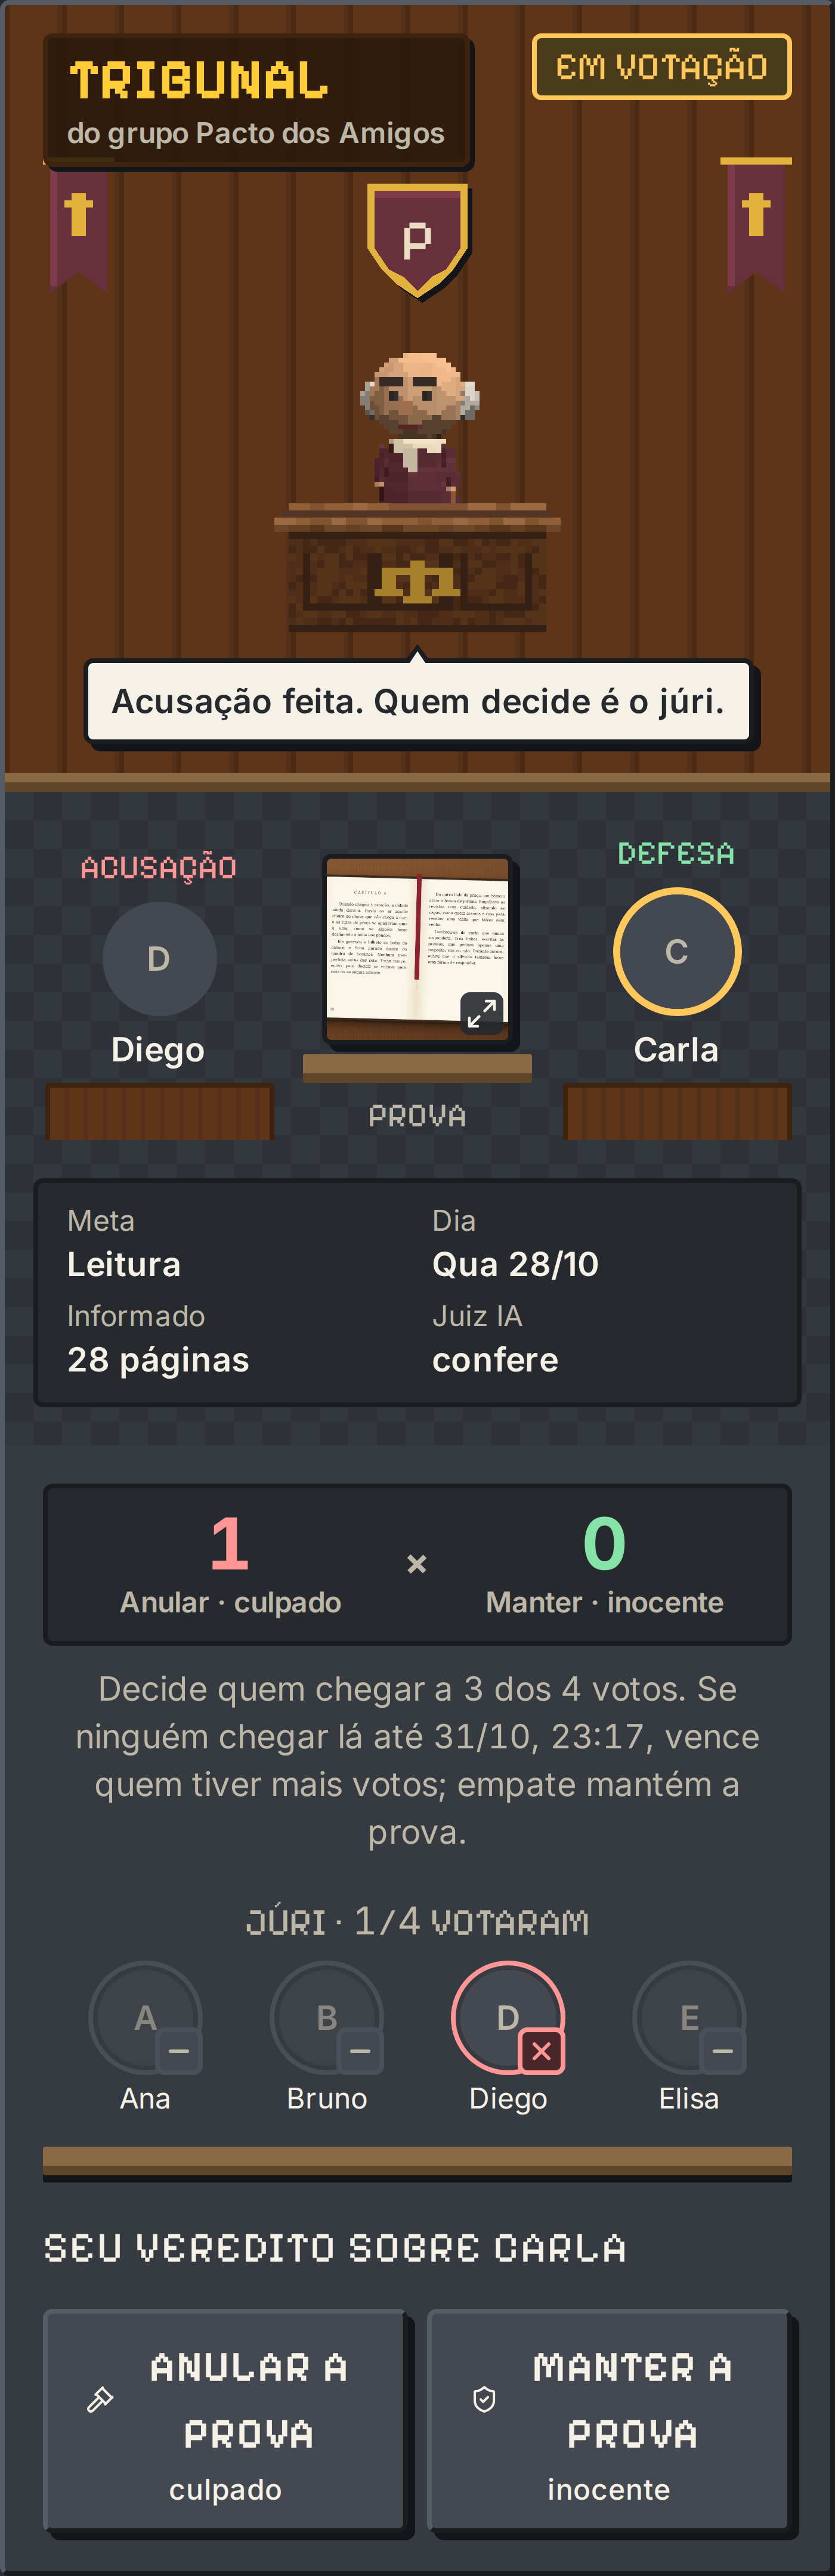 TRIBUNAL
do grupo Pacto dos Amigos
EM VOTAÇÃO
P
Acusação feita. Quem decide é o júri.
ACUSAÇÃO
D
Diego
CAPÍTULO 4
PROVA
DEFESA
C
Carla
Meta
Leitura
Dia
Qua 28/10
Informado
28 páginas
Juiz IA
confere
1
Anular · culpado
×
0
Manter · inocente
Decide quem chegar a 3 dos 4 votos. Se
ninguém chegar lá até 31/10, 23:17, vence
quem tiver mais votos; empate mantém a
prova.
JÚRI · 1/4 VOTARAM
A
Ana
B
Bruno
D
Diego
E
Elisa
SEU VEREDITO SOBRE CARLA
ANULAR A
PROVA
culpado
MANTER A
PROVA
inocente